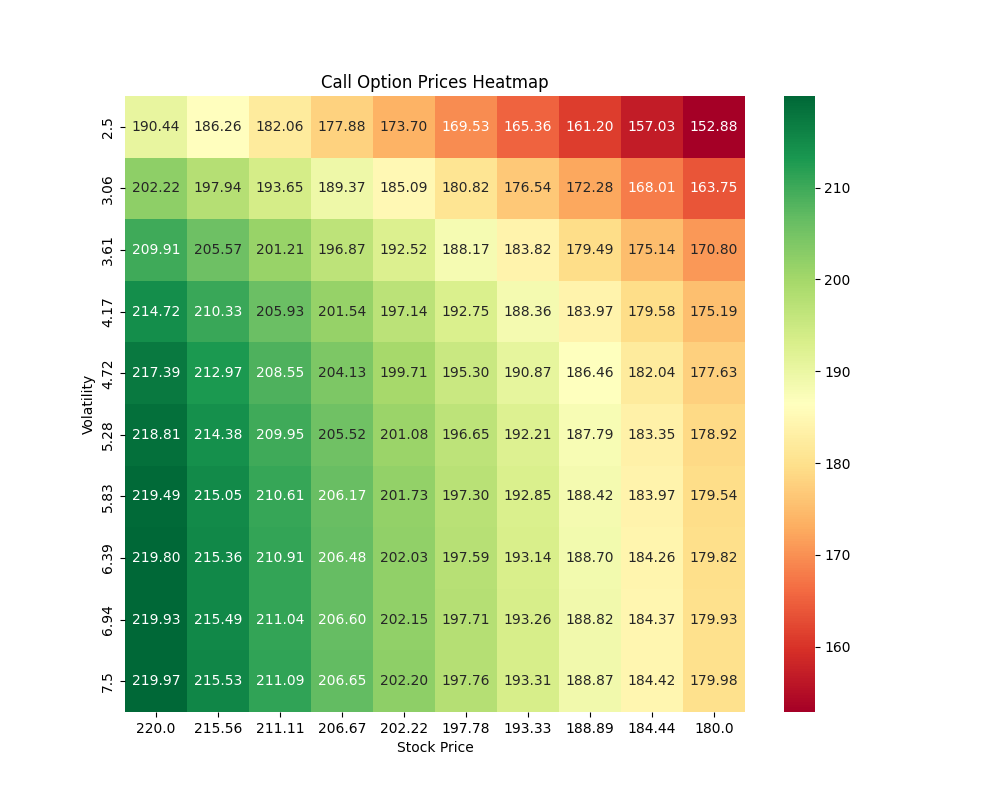 Call Option Prices Heatmap
2.5 190.44 186.26 182.06 177.88 173.70 169.53 165.36 161.20 157.03 152.88
3.06 202.22 197.94 193.65 189.37 185.09 180.82 176.54 172.28 168.01 163.75
3.61 209.91 205.57 201.21 196.87 192.52 188.17 183.82 179.49 175.14 170.80
4.17 214.72 210.33 205.93 201.54 197.14 192.75 188.36 183.97 179.58 175.19
4.72 217.39 212.97 208.55 204.13 199.71 195.30 190.87 186.46 182.04 177.63
5.28 218.81 214.38 209.95 205.52 201.08 196.65 192.21 187.79 183.35 178.92
5.83 219.49 215.05 210.61 206.17 201.73 197.30 192.85 188.42 183.97 179.54
6.39 219.80 215.36 210.91 206.48 202.03 197.59 193.14 188.70 184.26 179.82
6.94 219.93 215.49 211.04 206.60 202.15 197.71 193.26 188.82 184.37 179.93
7.5 219.97 215.53 211.09 206.65 202.20 197.76 193.31 188.87 184.42 179.98
220.0 215.56 211.11 206.67 202.22 197.78 193.33 188.89 184.44 180.0
Stock Price
Volatility
210
200
190
180
170
160